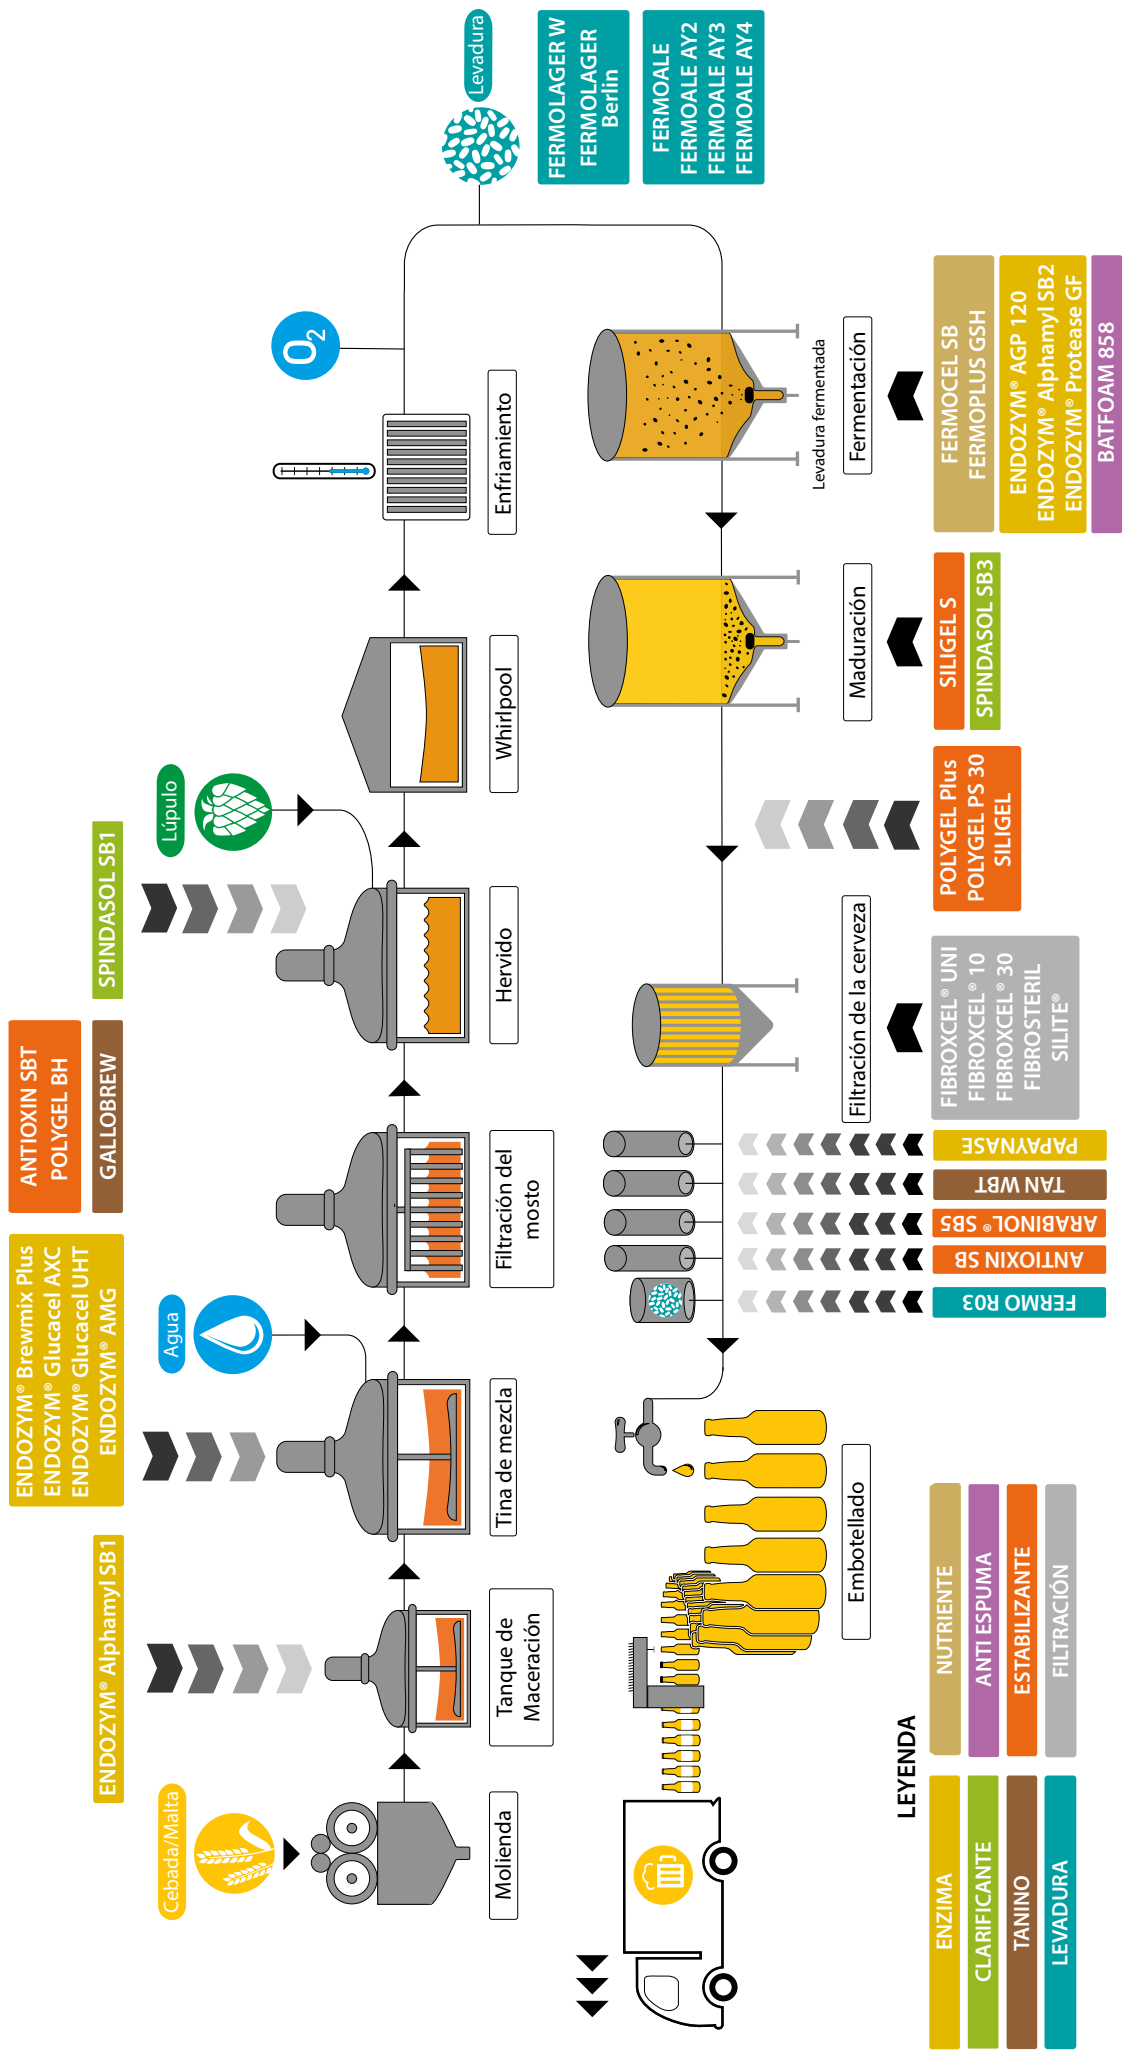 ENDOZYM® Alphamyl SB1
ENDOZYM® Brewmix Plus
ENDOZYM® Glucacel AXC
ENDOZYM® Glucacel UHT
ENDOZYM® AMG
ANTIOXIN SBT
POLYGEL BH
GALLOBREW
SPINDASOL SB1
Cebada/Malta
Agua
Lúpulo
O2
Levadura
Molienda
Tanque de
Maceración
Tina de mezcla
Filtración del
mosto
Hervido
Whirlpool
Enfriamiento
FERMOLAGER W
FERMOLAGER
Berlin
FERMOALE
FERMOALE AY2
FERMOALE AY3
FERMOALE AY4
Embotellado
Filtración de la cerveza
Maduración
Levadura fermentada
Fermentación
FERMO R03
ANTIOXIN SB
ARABINOL® SB5
TAN WBT
PAPAYNASE
FIBROXCEL® UNI
FIBROXCEL® 10
FIBROXCEL® 30
FIBROSTERIL
SILITE®
POLYGEL Plus
POLYGEL PS 30
SILIGEL
SILIGEL S
SPINDASOL SB3
FERMOCEL SB
FERMOPLUS GSH
ENDOZYM® AGP 120
ENDOZYM® Alphamyl SB2
ENDOZYM® Protease GF
BATFOAM 858
LEYENDA
ENZIMA
NUTRIENTE
CLARIFICANTE
ANTI ESPUMA
TANINO
ESTABILIZANTE
LEVADURA
FILTRACIÓN